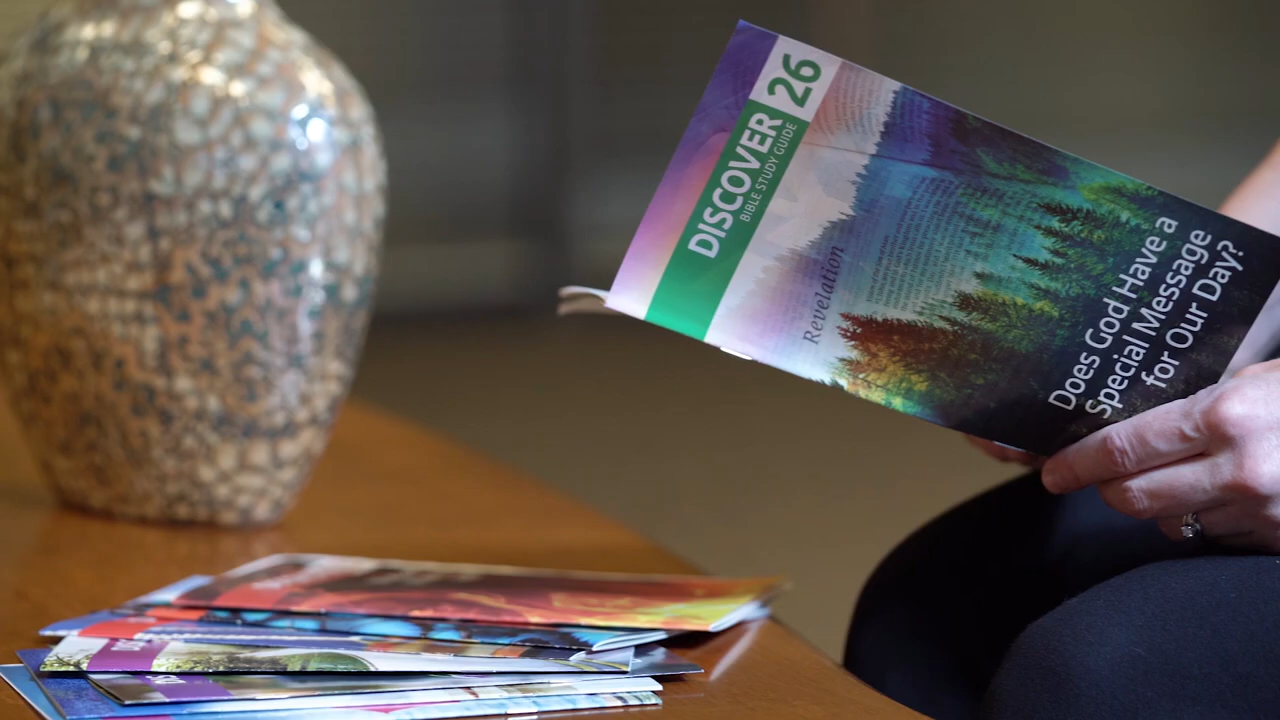 DISCOVER 26
BIBLE STUDY GUIDE
Revelation
Does God Have a
Special Message
for Our Day?